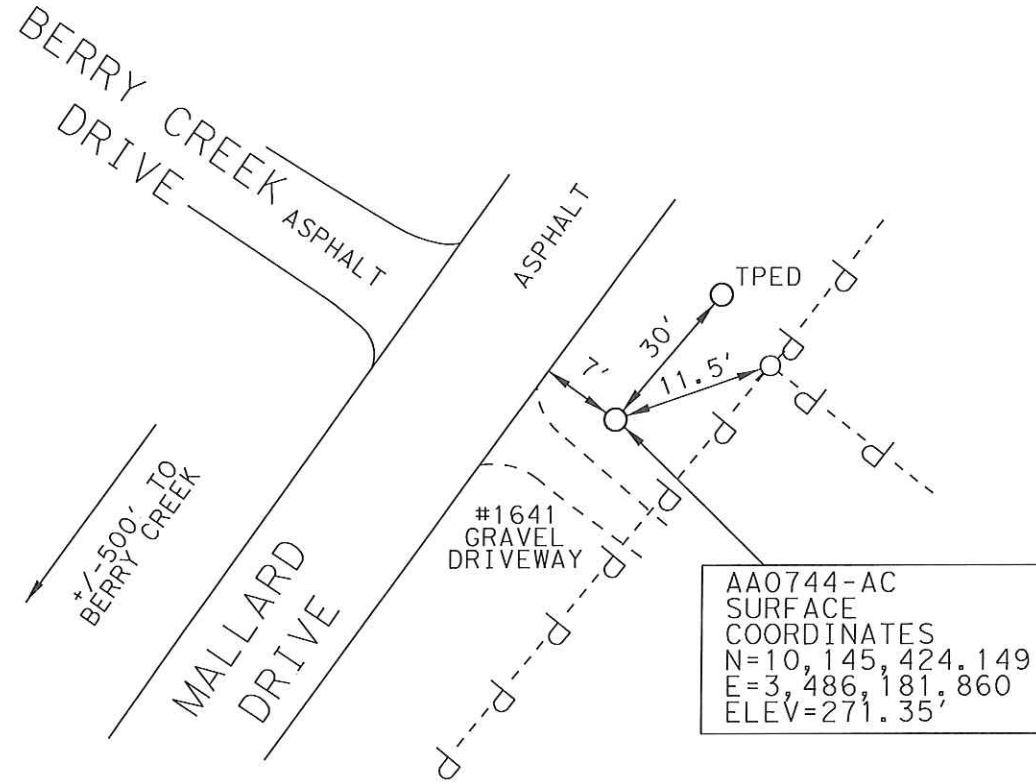 BERRY CREEK
DRIVE
ASPHALT
ASPHALT
TPED
30'
7'
11.5'
P
P
P
P
P
P
P
P
P
P
+/-500' TO
BERRY CREEK
#1641
GRAVEL
DRIVEWAY
MALLARD
DRIVE
AA0744-AC
SURFACE
COORDINATES
N=10,145,424.149
E=3,486,181.860
ELEV=271.35'